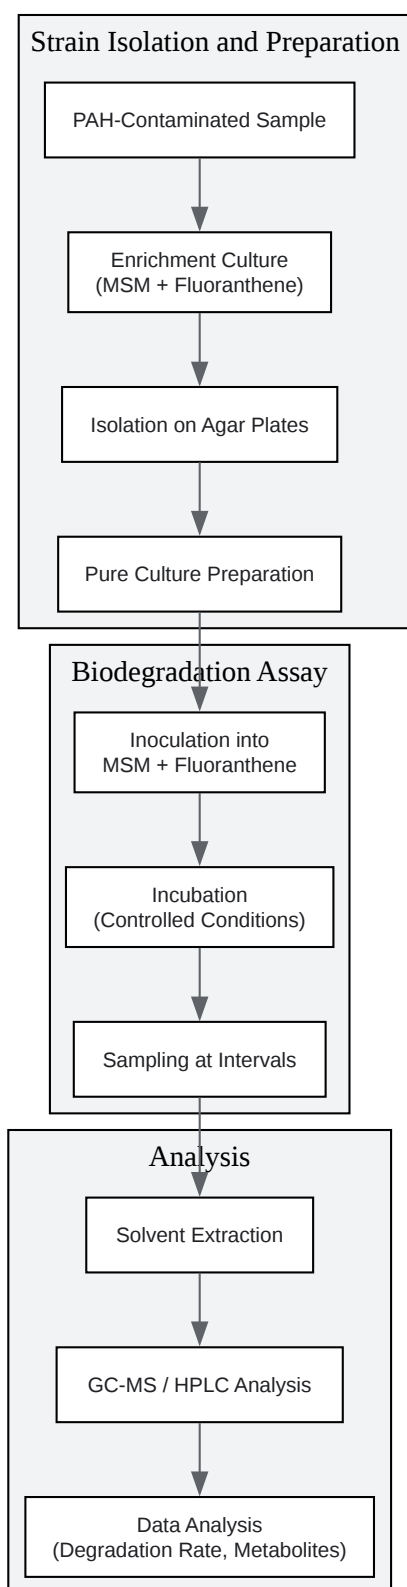 Strain Isolation and Preparation
PAH-Contaminated Sample
Enrichment Culture
(MSM + Fluoranthene)
Isolation on Agar Plates
Pure Culture Preparation
Biodegradation Assay
Inoculation into
MSM + Fluoranthene
Incubation
(Controlled Conditions)
Sampling at Intervals
Analysis
Solvent Extraction
GC-MS / HPLC Analysis
Data Analysis
(Degradation Rate, Metabolites)